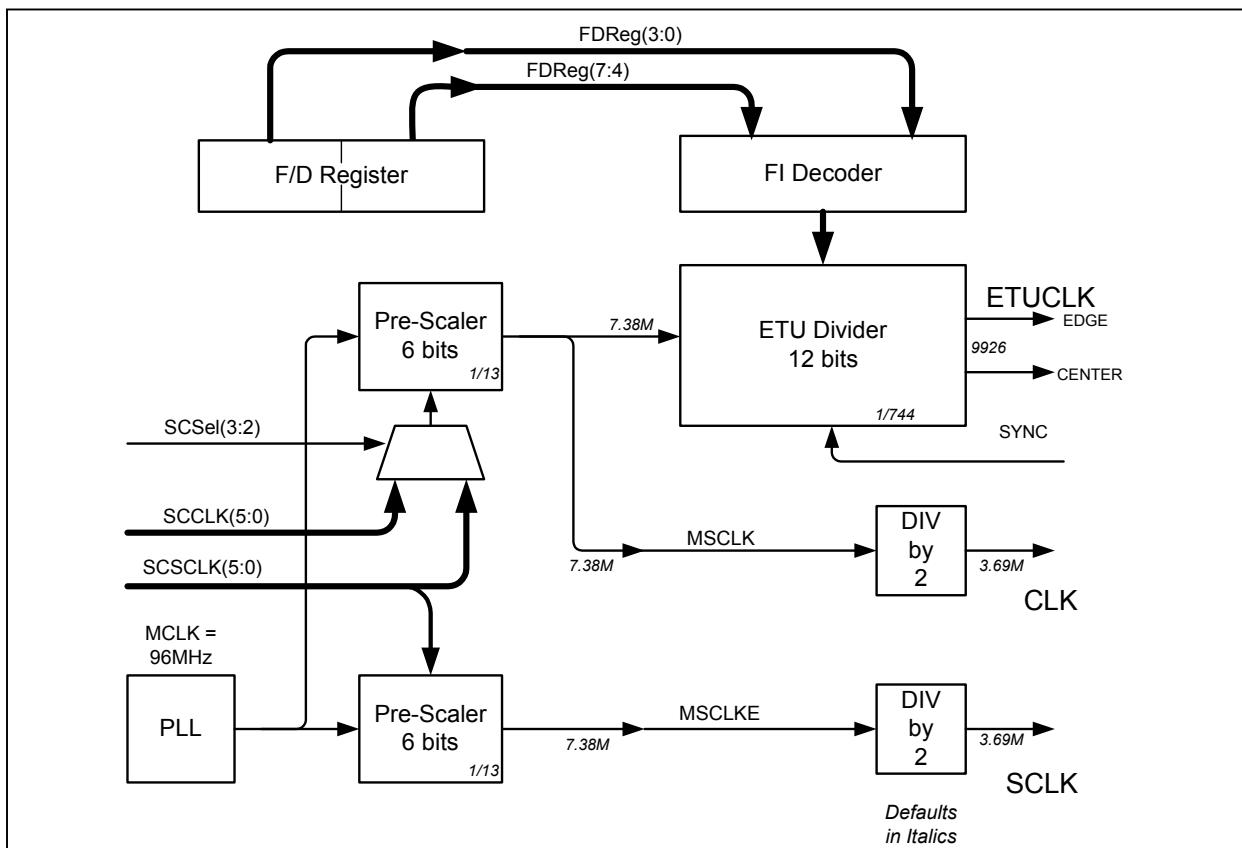 FDReg(3:0)
FDReg(7:4)
F/D Register
FI Decoder
Pre-Scaler
6 bits
1/13
7.38M
ETU Divider
12 bits
1/744
ETUCLK
EDGE
9926
CENTER
SYNC
SCSel(3:2)
SCCLK(5:0)
SCSCLK(5:0)
7.38M
MSCLK
DIV
by
2
3.69M
CLK
MCLK =
96MHz
PLL
Pre-Scaler
6 bits
1/13
7.38M
MSCLKE
DIV
by
2
3.69M
SCLK
Defaults
in Italics